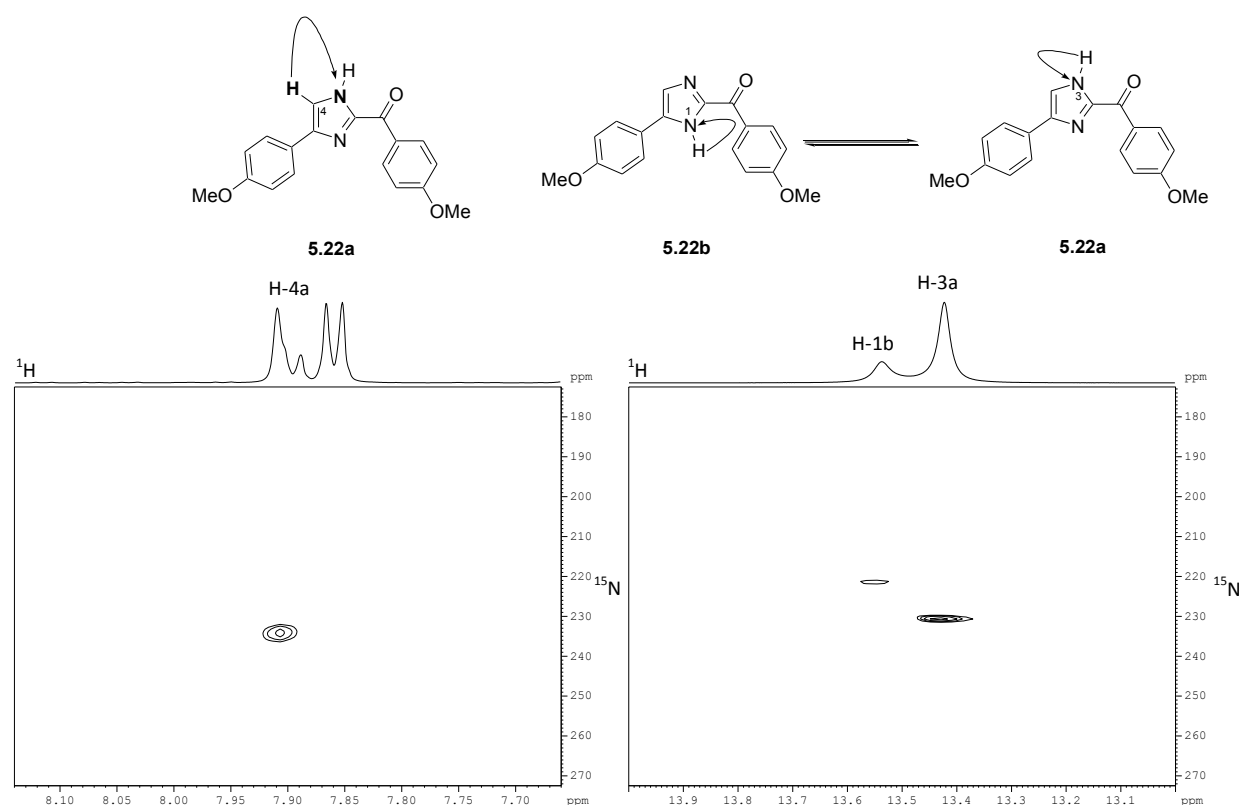 H
H
N
4
O
N
MeO
OMe
5.22a
N
O
1
N
H
MeO
OMe
5.22b
H
N
3
O
N
MeO
OMe
5.22a
H-4a
¹H
ppm
180
190
200
210
220
230
240
250
260
270
¹⁵N
8.10 8.05 8.00 7.95 7.90 7.85 7.80 7.75 7.70 ppm
H-3a
H-1b
¹H
ppm
180
190
200
210
220
230
240
250
260
270
¹⁵N
13.9 13.8 13.7 13.6 13.5 13.4 13.3 13.2 13.1 ppm